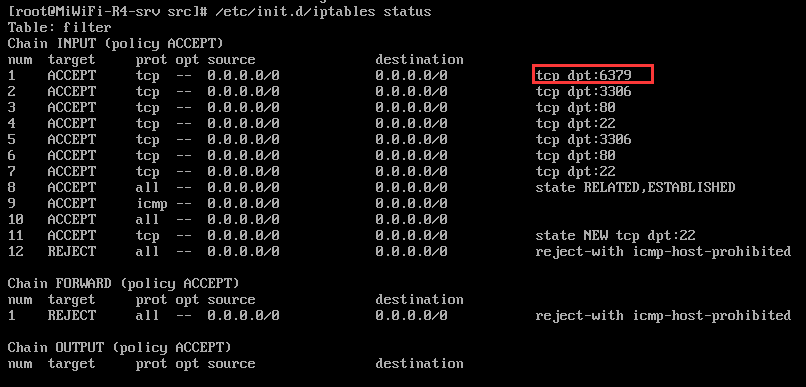 [root@MiWiFi-R4-srv src]# /etc/init.d/iptables status
Table: filter
Chain INPUT (policy ACCEPT)
num  target     prot opt source               destination
1    ACCEPT     tcp  --  0.0.0.0/0            0.0.0.0/0           tcp dpt:6379
2    ACCEPT     tcp  --  0.0.0.0/0            0.0.0.0/0           tcp dpt:3306
3    ACCEPT     tcp  --  0.0.0.0/0            0.0.0.0/0           tcp dpt:80
4    ACCEPT     tcp  --  0.0.0.0/0            0.0.0.0/0           tcp dpt:22
5    ACCEPT     tcp  --  0.0.0.0/0            0.0.0.0/0           tcp dpt:3306
6    ACCEPT     tcp  --  0.0.0.0/0            0.0.0.0/0           tcp dpt:80
7    ACCEPT     tcp  --  0.0.0.0/0            0.0.0.0/0           tcp dpt:22
8    ACCEPT     all  --  0.0.0.0/0            0.0.0.0/0           state RELATED,ESTABLISHED
9    ACCEPT     icmp --  0.0.0.0/0            0.0.0.0/0
10   ACCEPT     all  --  0.0.0.0/0            0.0.0.0/0
11   ACCEPT     tcp  --  0.0.0.0/0            0.0.0.0/0           state NEW tcp dpt:22
12   REJECT     all  --  0.0.0.0/0            0.0.0.0/0           reject-with icmp-host-prohibited
Chain FORWARD (policy ACCEPT)
num  target     prot opt source               destination
1    REJECT     all  --  0.0.0.0/0            0.0.0.0/0           reject-with icmp-host-prohibited
Chain OUTPUT (policy ACCEPT)
num  target     prot opt source               destination